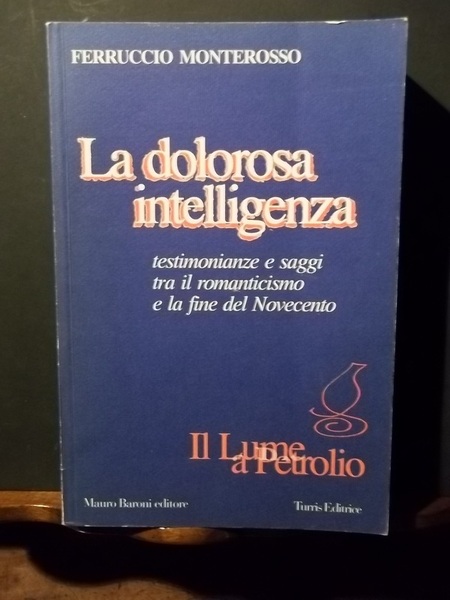 FERRUCCIO MONTEROSSO
La dolorosa
intelligenza
testimonianze e saggi
tra il romanticismo
e la fine del Novecento
Il Lume
a Petrolio
Mauro Baroni editore Turris Editrice